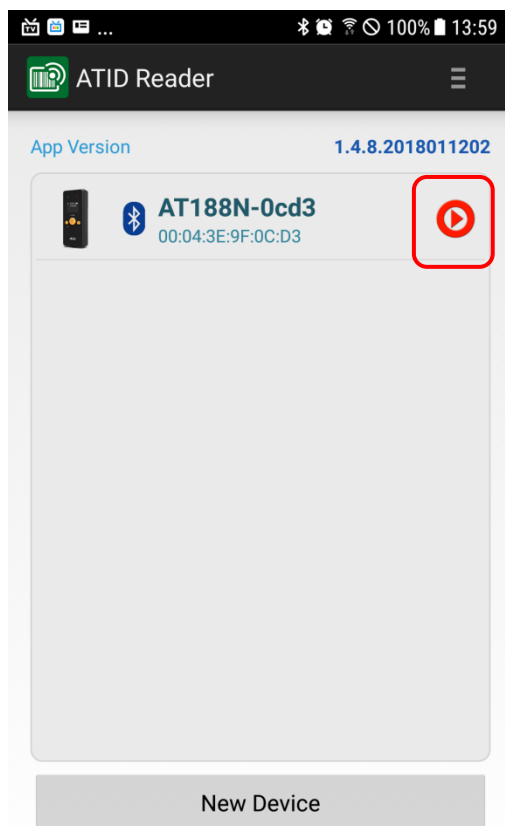 ... 100% 13:59
ATID Reader
App Version 1.4.8.2018011202
AT188N-0cd3
00:04:3E:9F:0C:D3
New Device